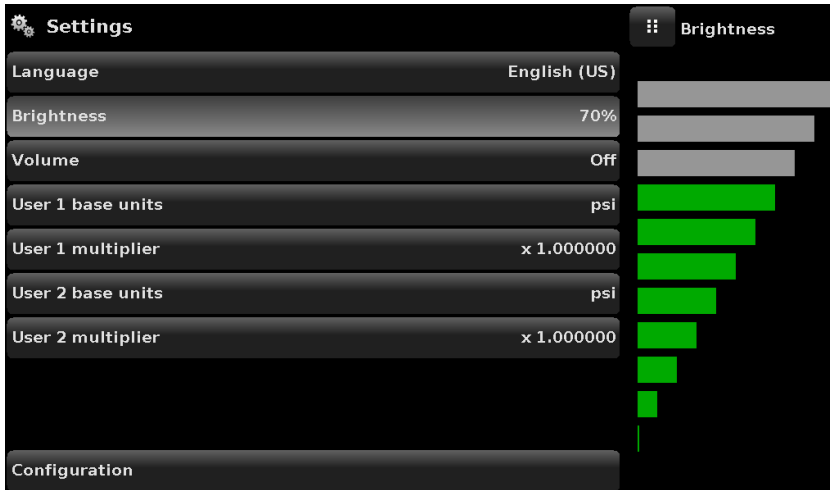 Settings
Language English (US)
Brightness 70%
Volume Off
User 1 base units psi
User 1 multiplier x 1.000000
User 2 base units psi
User 2 multiplier x 1.000000
Configuration
Brightness